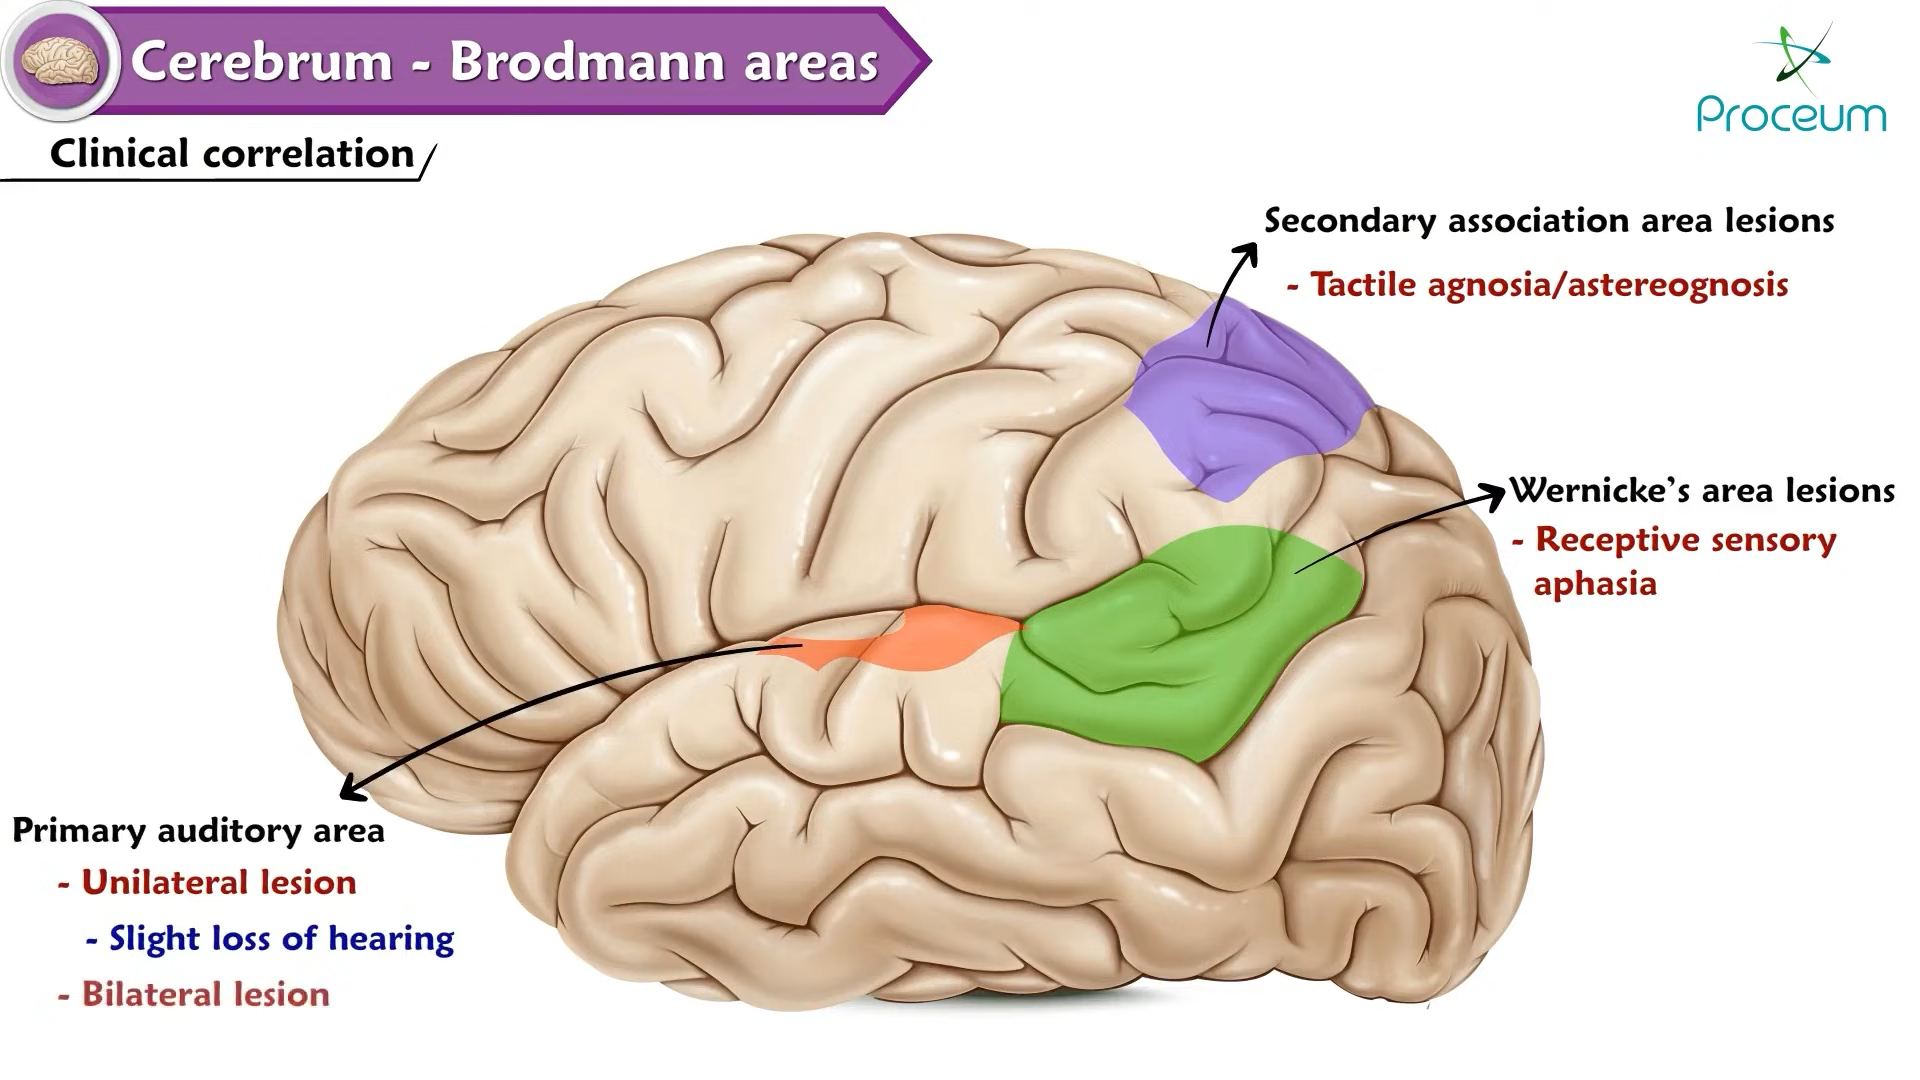 Cerebrum - Brodmann areas
Proceum
Clinical correlation
Secondary association area lesions
- Tactile agnosia/astereognosis
Wernicke's area lesions
- Receptive sensory
aphasia
Primary auditory area
- Unilateral lesion
- Slight loss of hearing
- Bilateral lesion